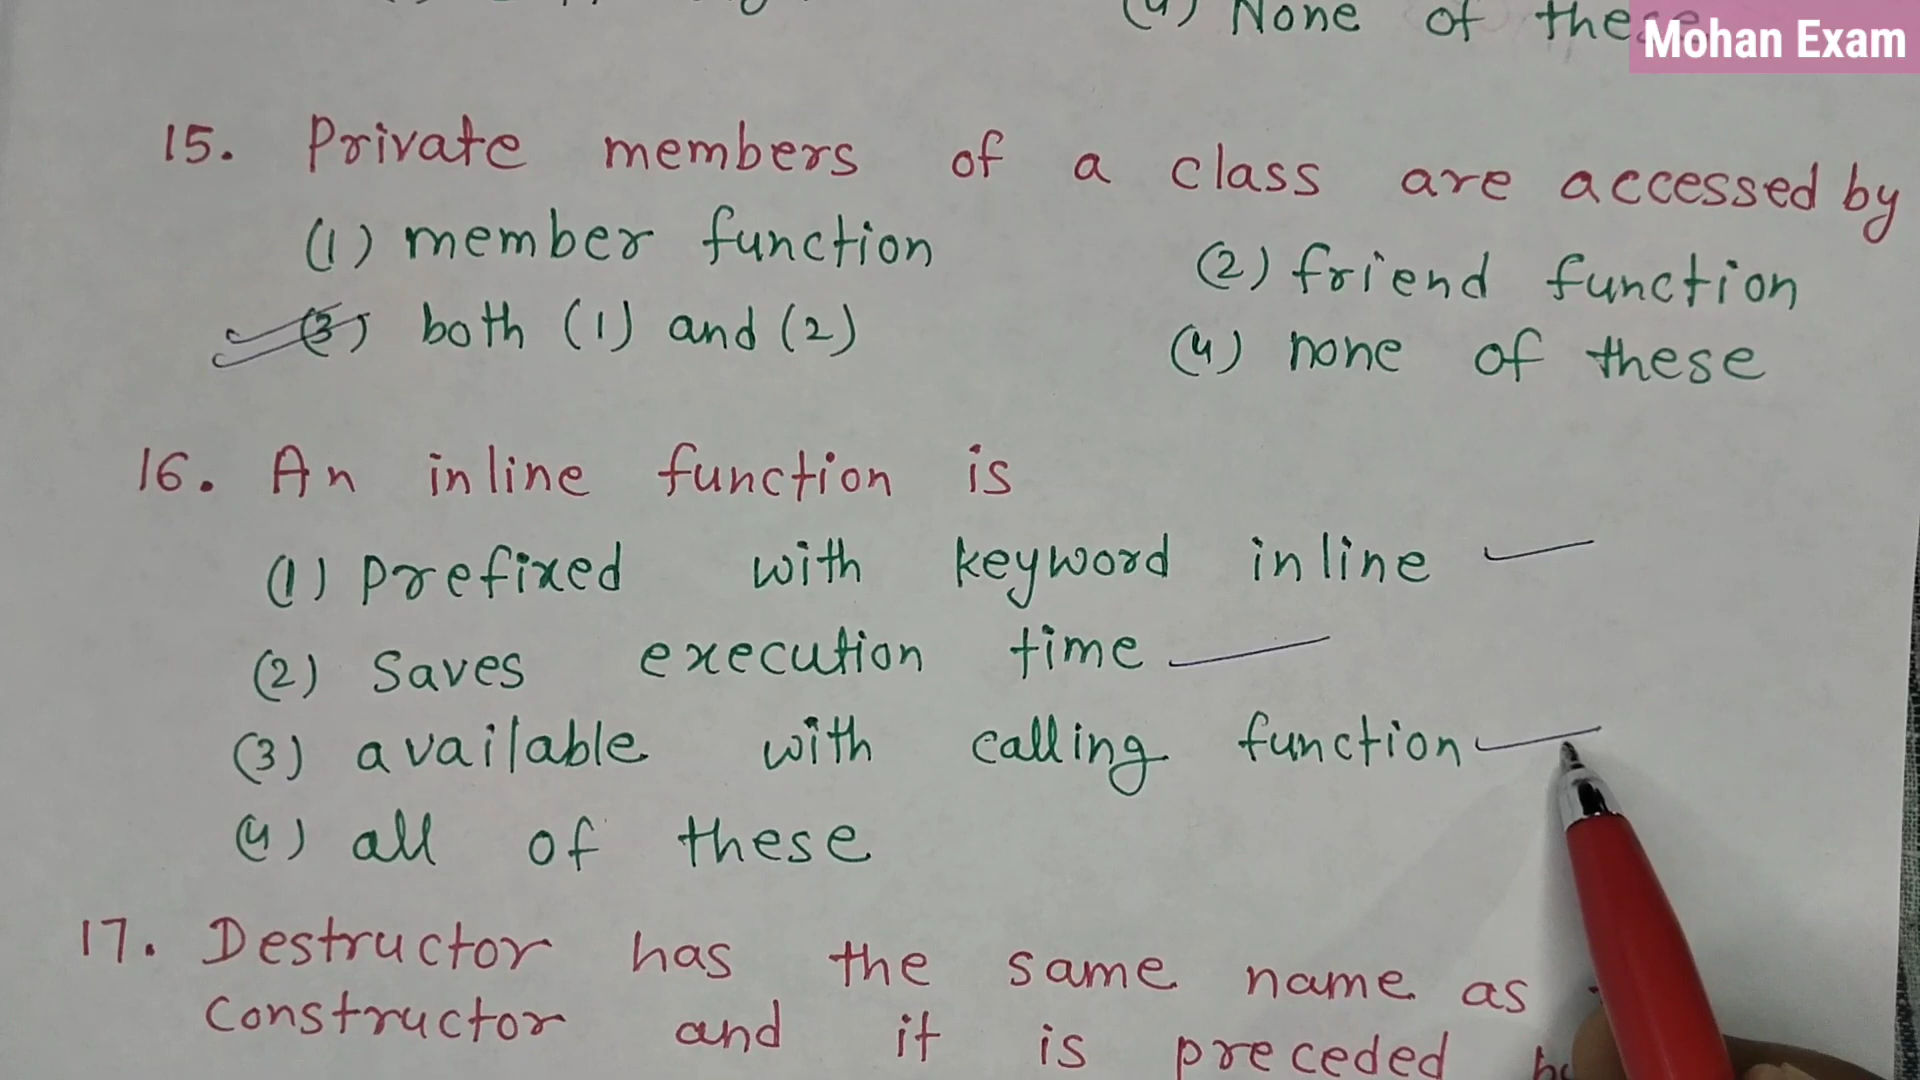 (4) None of these
Mohan Exam
15. Private members of a class are accessed by
(1) member function
(2) friend function
(3) both (1) and (2)
(4) none of these
16. An inline function is
(1) prefixed with keyword inline
(2) Saves execution time
(3) available with calling function
(4) all of these
17. Destructor has the same name as
constructor and it is preceded